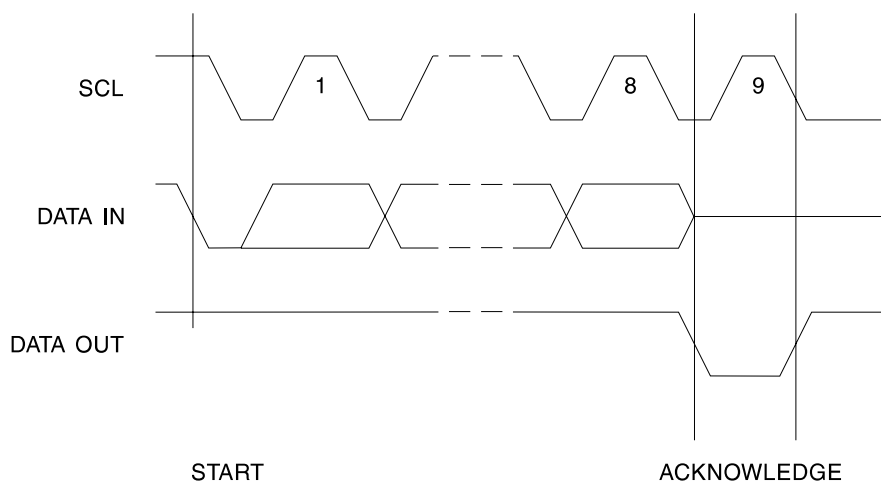 SCL
1
8
9
DATA IN
DATA OUT
START
ACKNOWLEDGE